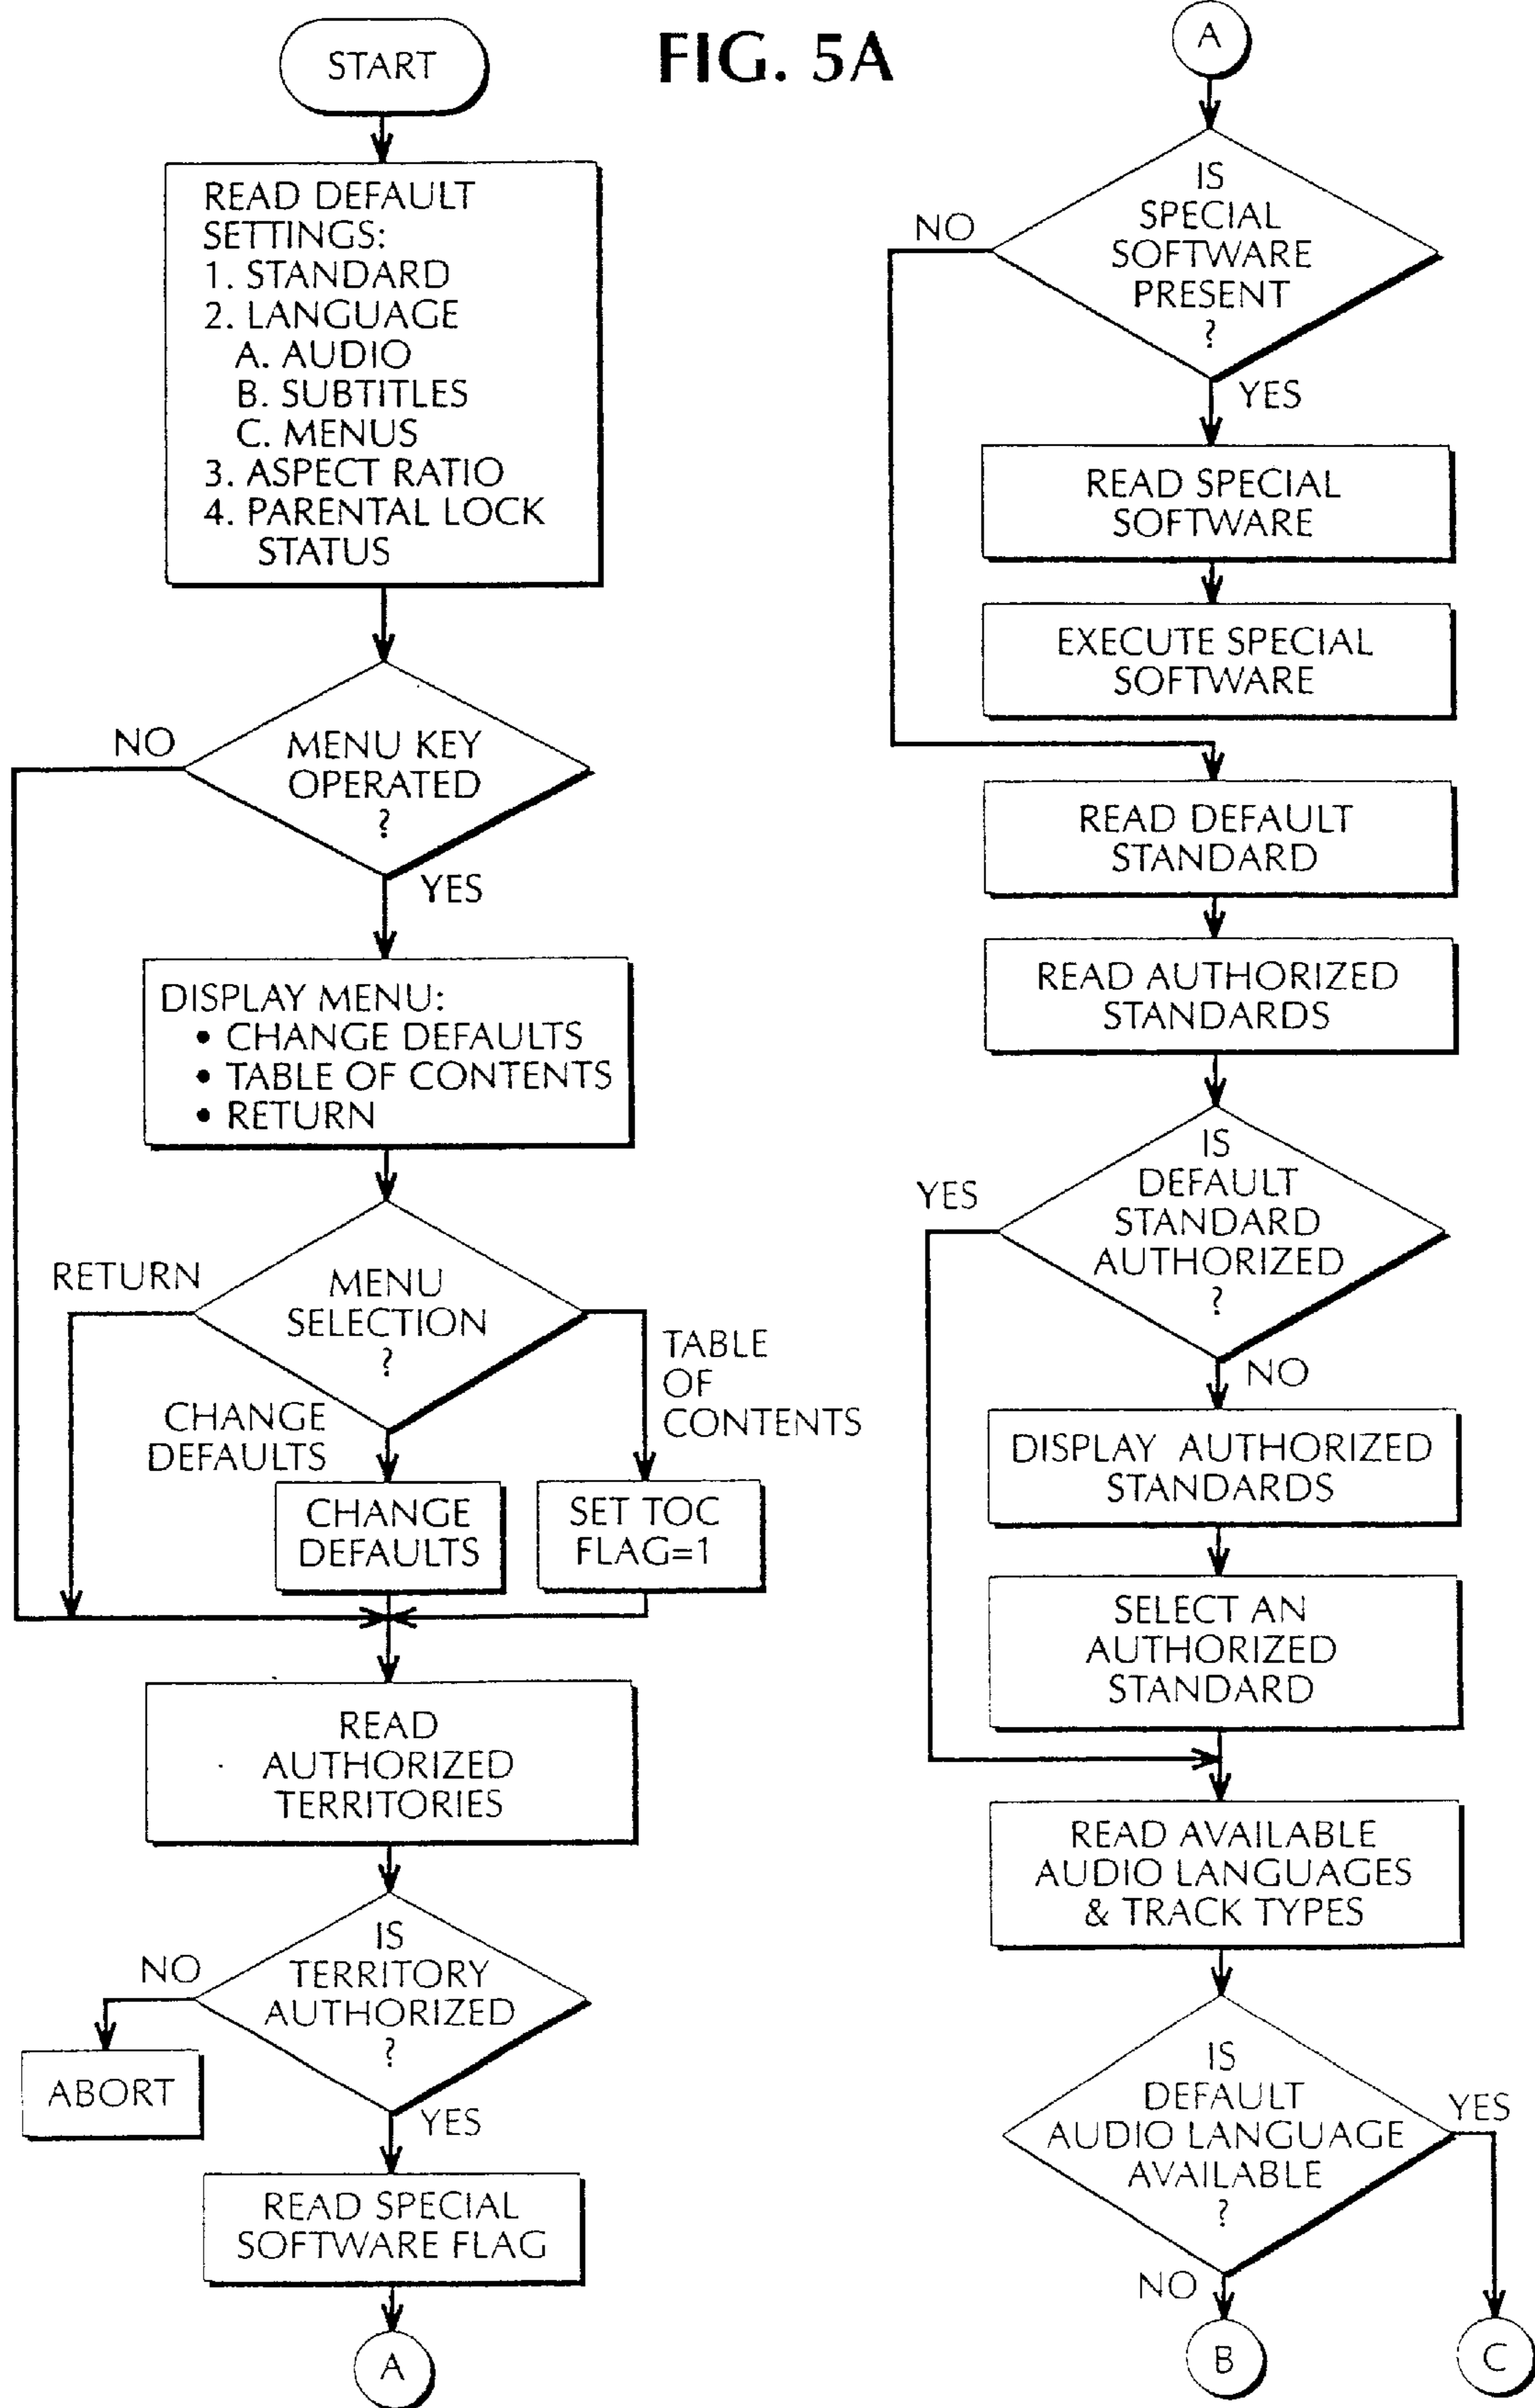 FIG. 5A
START
READ DEFAULT
SETTINGS:
1. STANDARD
2. LANGUAGE
A. AUDIO
B. SUBTITLES
C. MENUS
3. ASPECT RATIO
4. PARENTAL LOCK
STATUS
MENU KEY
OPERATED
?
NO
YES
DISPLAY MENU:
• CHANGE DEFAULTS
• TABLE OF CONTENTS
• RETURN
MENU
SELECTION
?
RETURN
CHANGE
DEFAULTS
TABLE
OF
CONTENTS
CHANGE
DEFAULTS
SET TOC
FLAG=1
READ
AUTHORIZED
TERRITORIES
IS
TERRITORY
AUTHORIZED
?
NO
ABORT
YES
READ SPECIAL
SOFTWARE FLAG
A
A
IS
SPECIAL
SOFTWARE
PRESENT
?
NO
YES
READ SPECIAL
SOFTWARE
EXECUTE SPECIAL
SOFTWARE
READ DEFAULT
STANDARD
READ AUTHORIZED
STANDARDS
IS
DEFAULT
STANDARD
AUTHORIZED
?
YES
NO
DISPLAY AUTHORIZED
STANDARDS
SELECT AN
AUTHORIZED
STANDARD
READ AVAILABLE
AUDIO LANGUAGES
& TRACK TYPES
IS
DEFAULT
AUDIO LANGUAGE
AVAILABLE
?
YES
NO
B
C